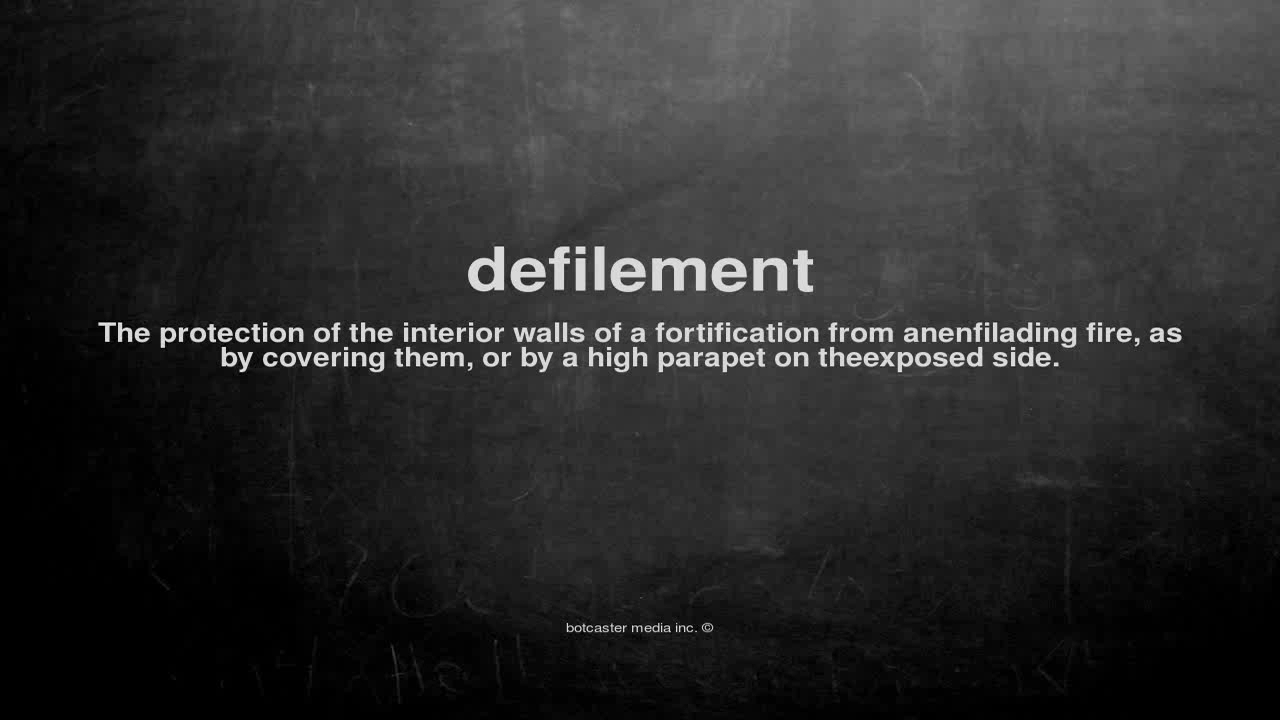 defilement
The protection of the interior walls of a fortification from anenfilading fire, as
by covering them, or by a high parapet on theexposed side.
botcaster media inc. ©